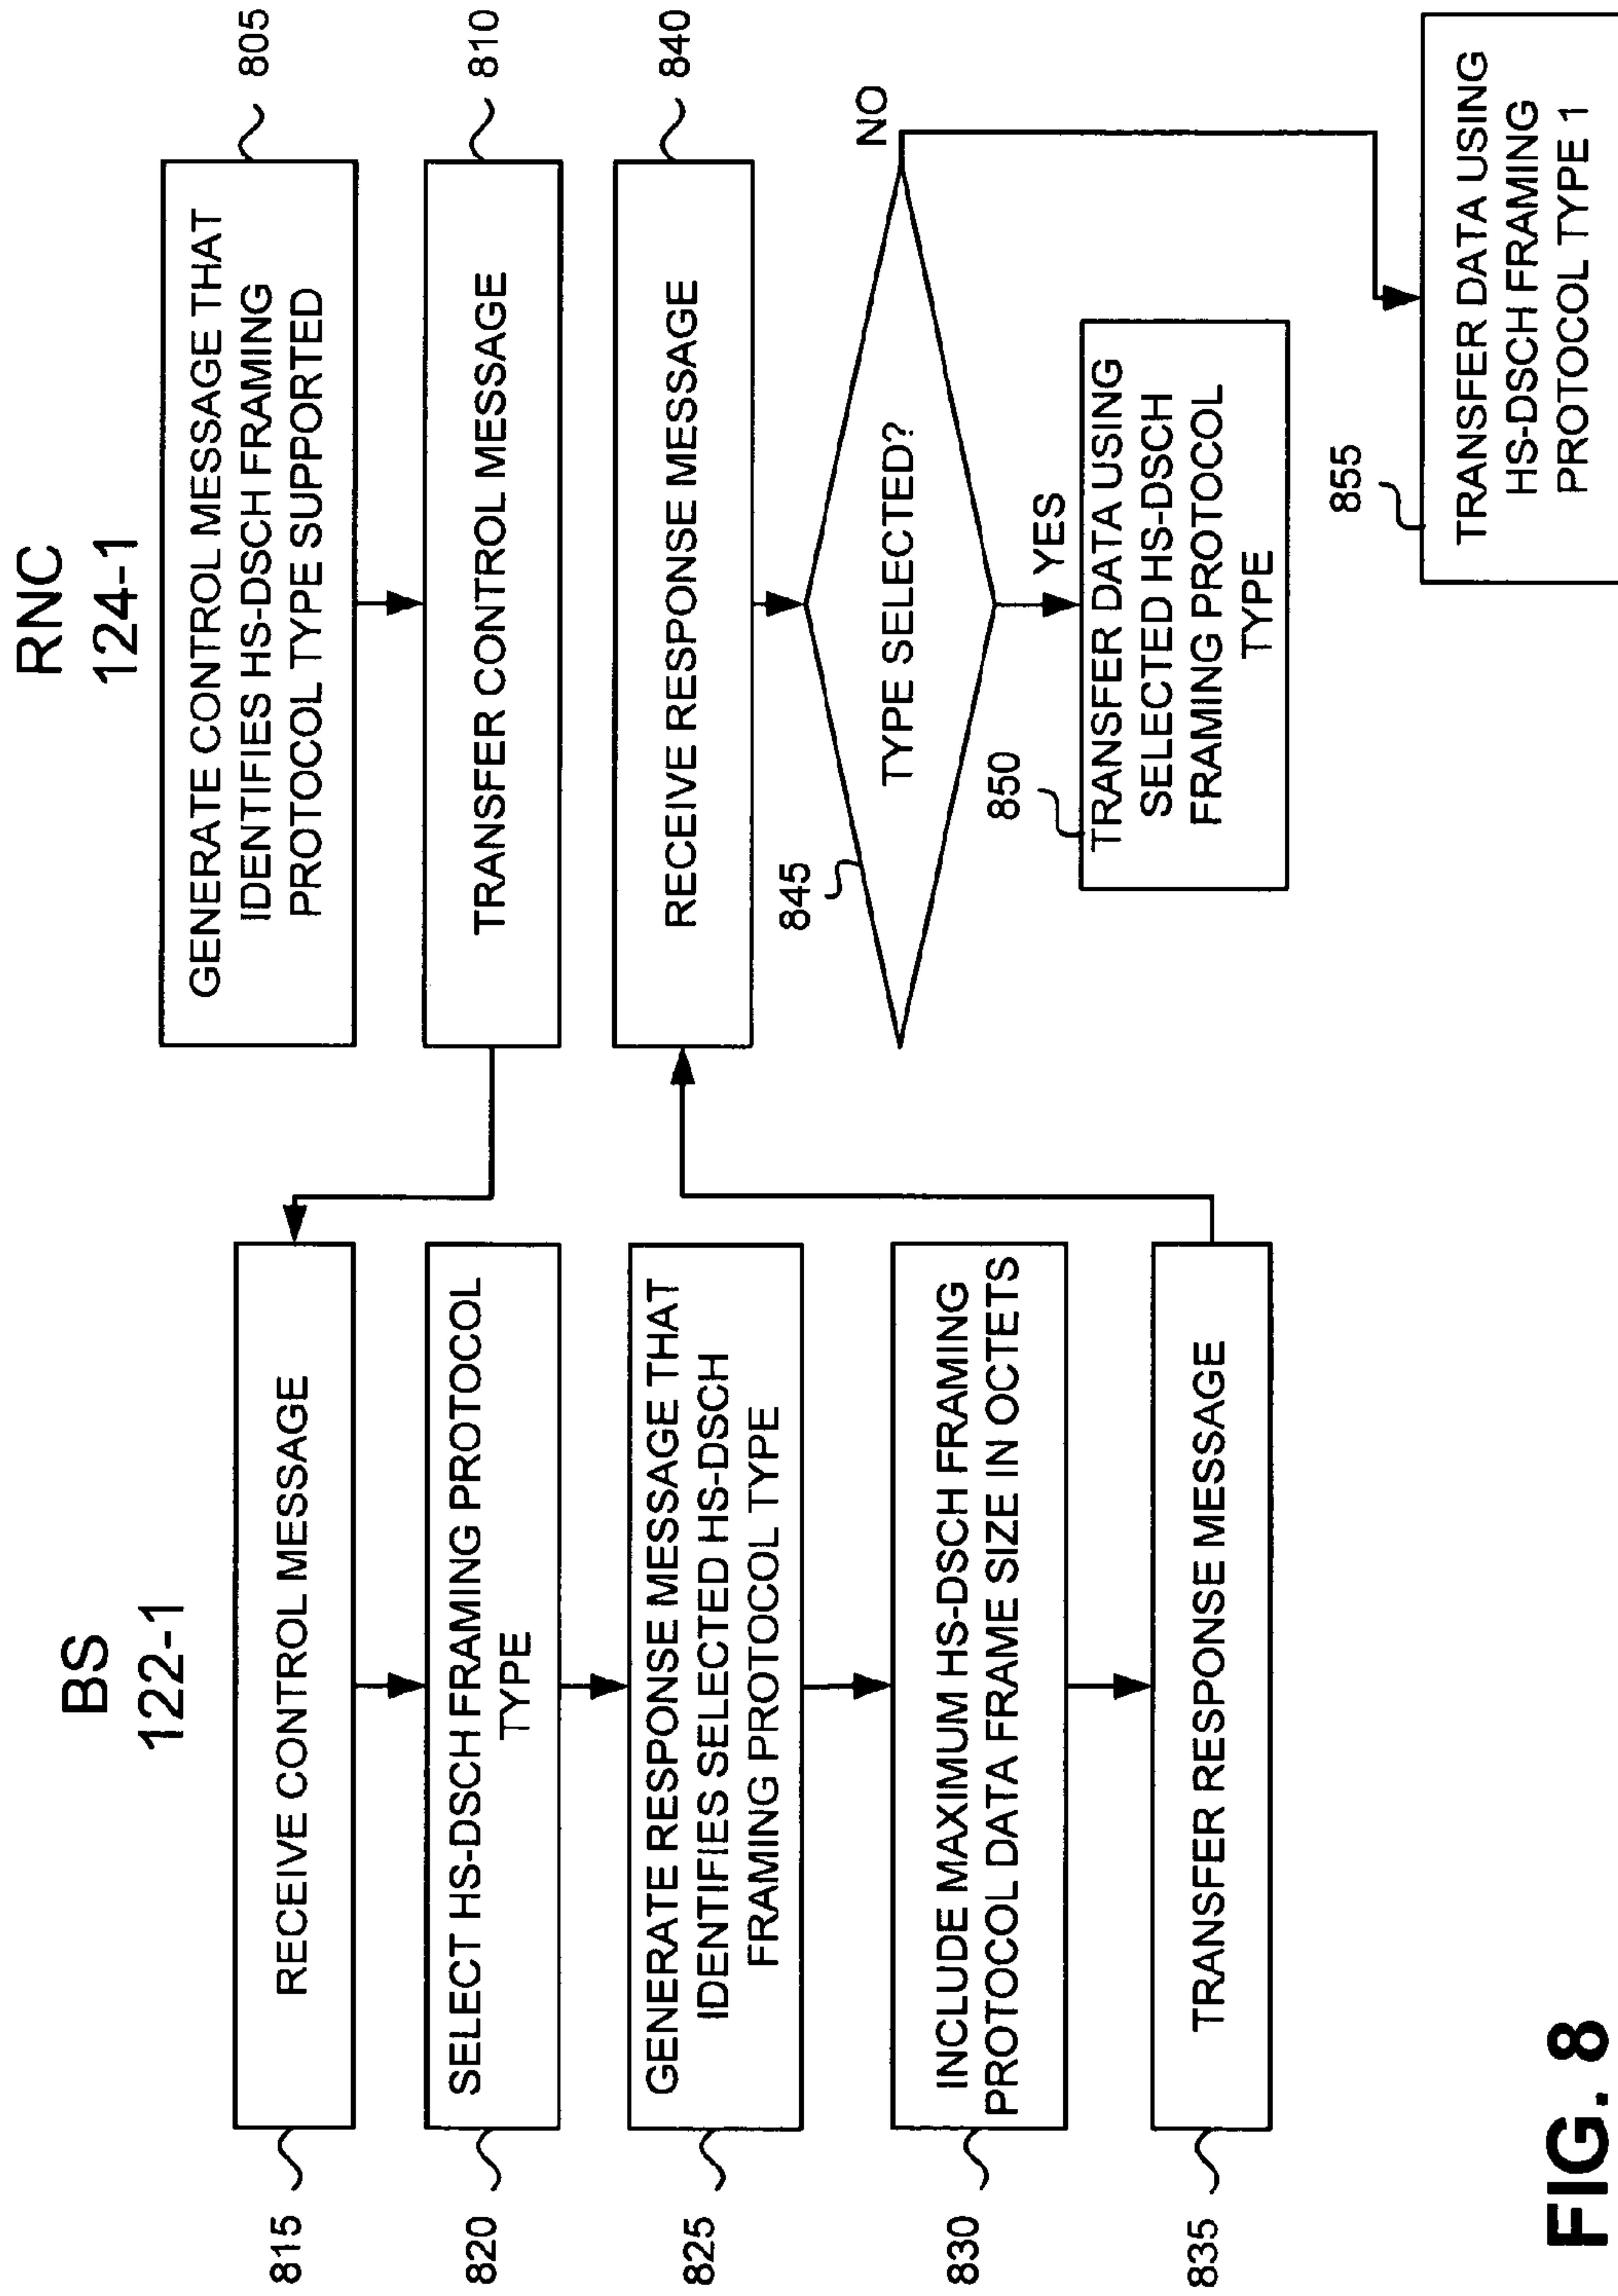 BS
122-1
RNC
124-1
GENERATE CONTROL MESSAGE THAT
IDENTIFIES HS-DSCH FRAMING
PROTOCOL TYPE SUPPORTED
805
TRANSFER CONTROL MESSAGE
810
815
RECEIVE CONTROL MESSAGE
820
SELECT HS-DSCH FRAMING PROTOCOL
TYPE
825
GENERATE RESPONSE MESSAGE THAT
IDENTIFIES SELECTED HS-DSCH
FRAMING PROTOCOL TYPE
830
INCLUDE MAXIMUM HS-DSCH FRAMING
PROTOCOL DATA FRAME SIZE IN OCTETS
835
TRANSFER RESPONSE MESSAGE
RECEIVE RESPONSE MESSAGE
840
845
TYPE SELECTED?
NO
YES
850
TRANSFER DATA USING
SELECTED HS-DSCH
FRAMING PROTOCOL
TYPE
855
TRANSFER DATA USING
HS-DSCH FRAMING
PROTOCOL TYPE 1
FIG. 8